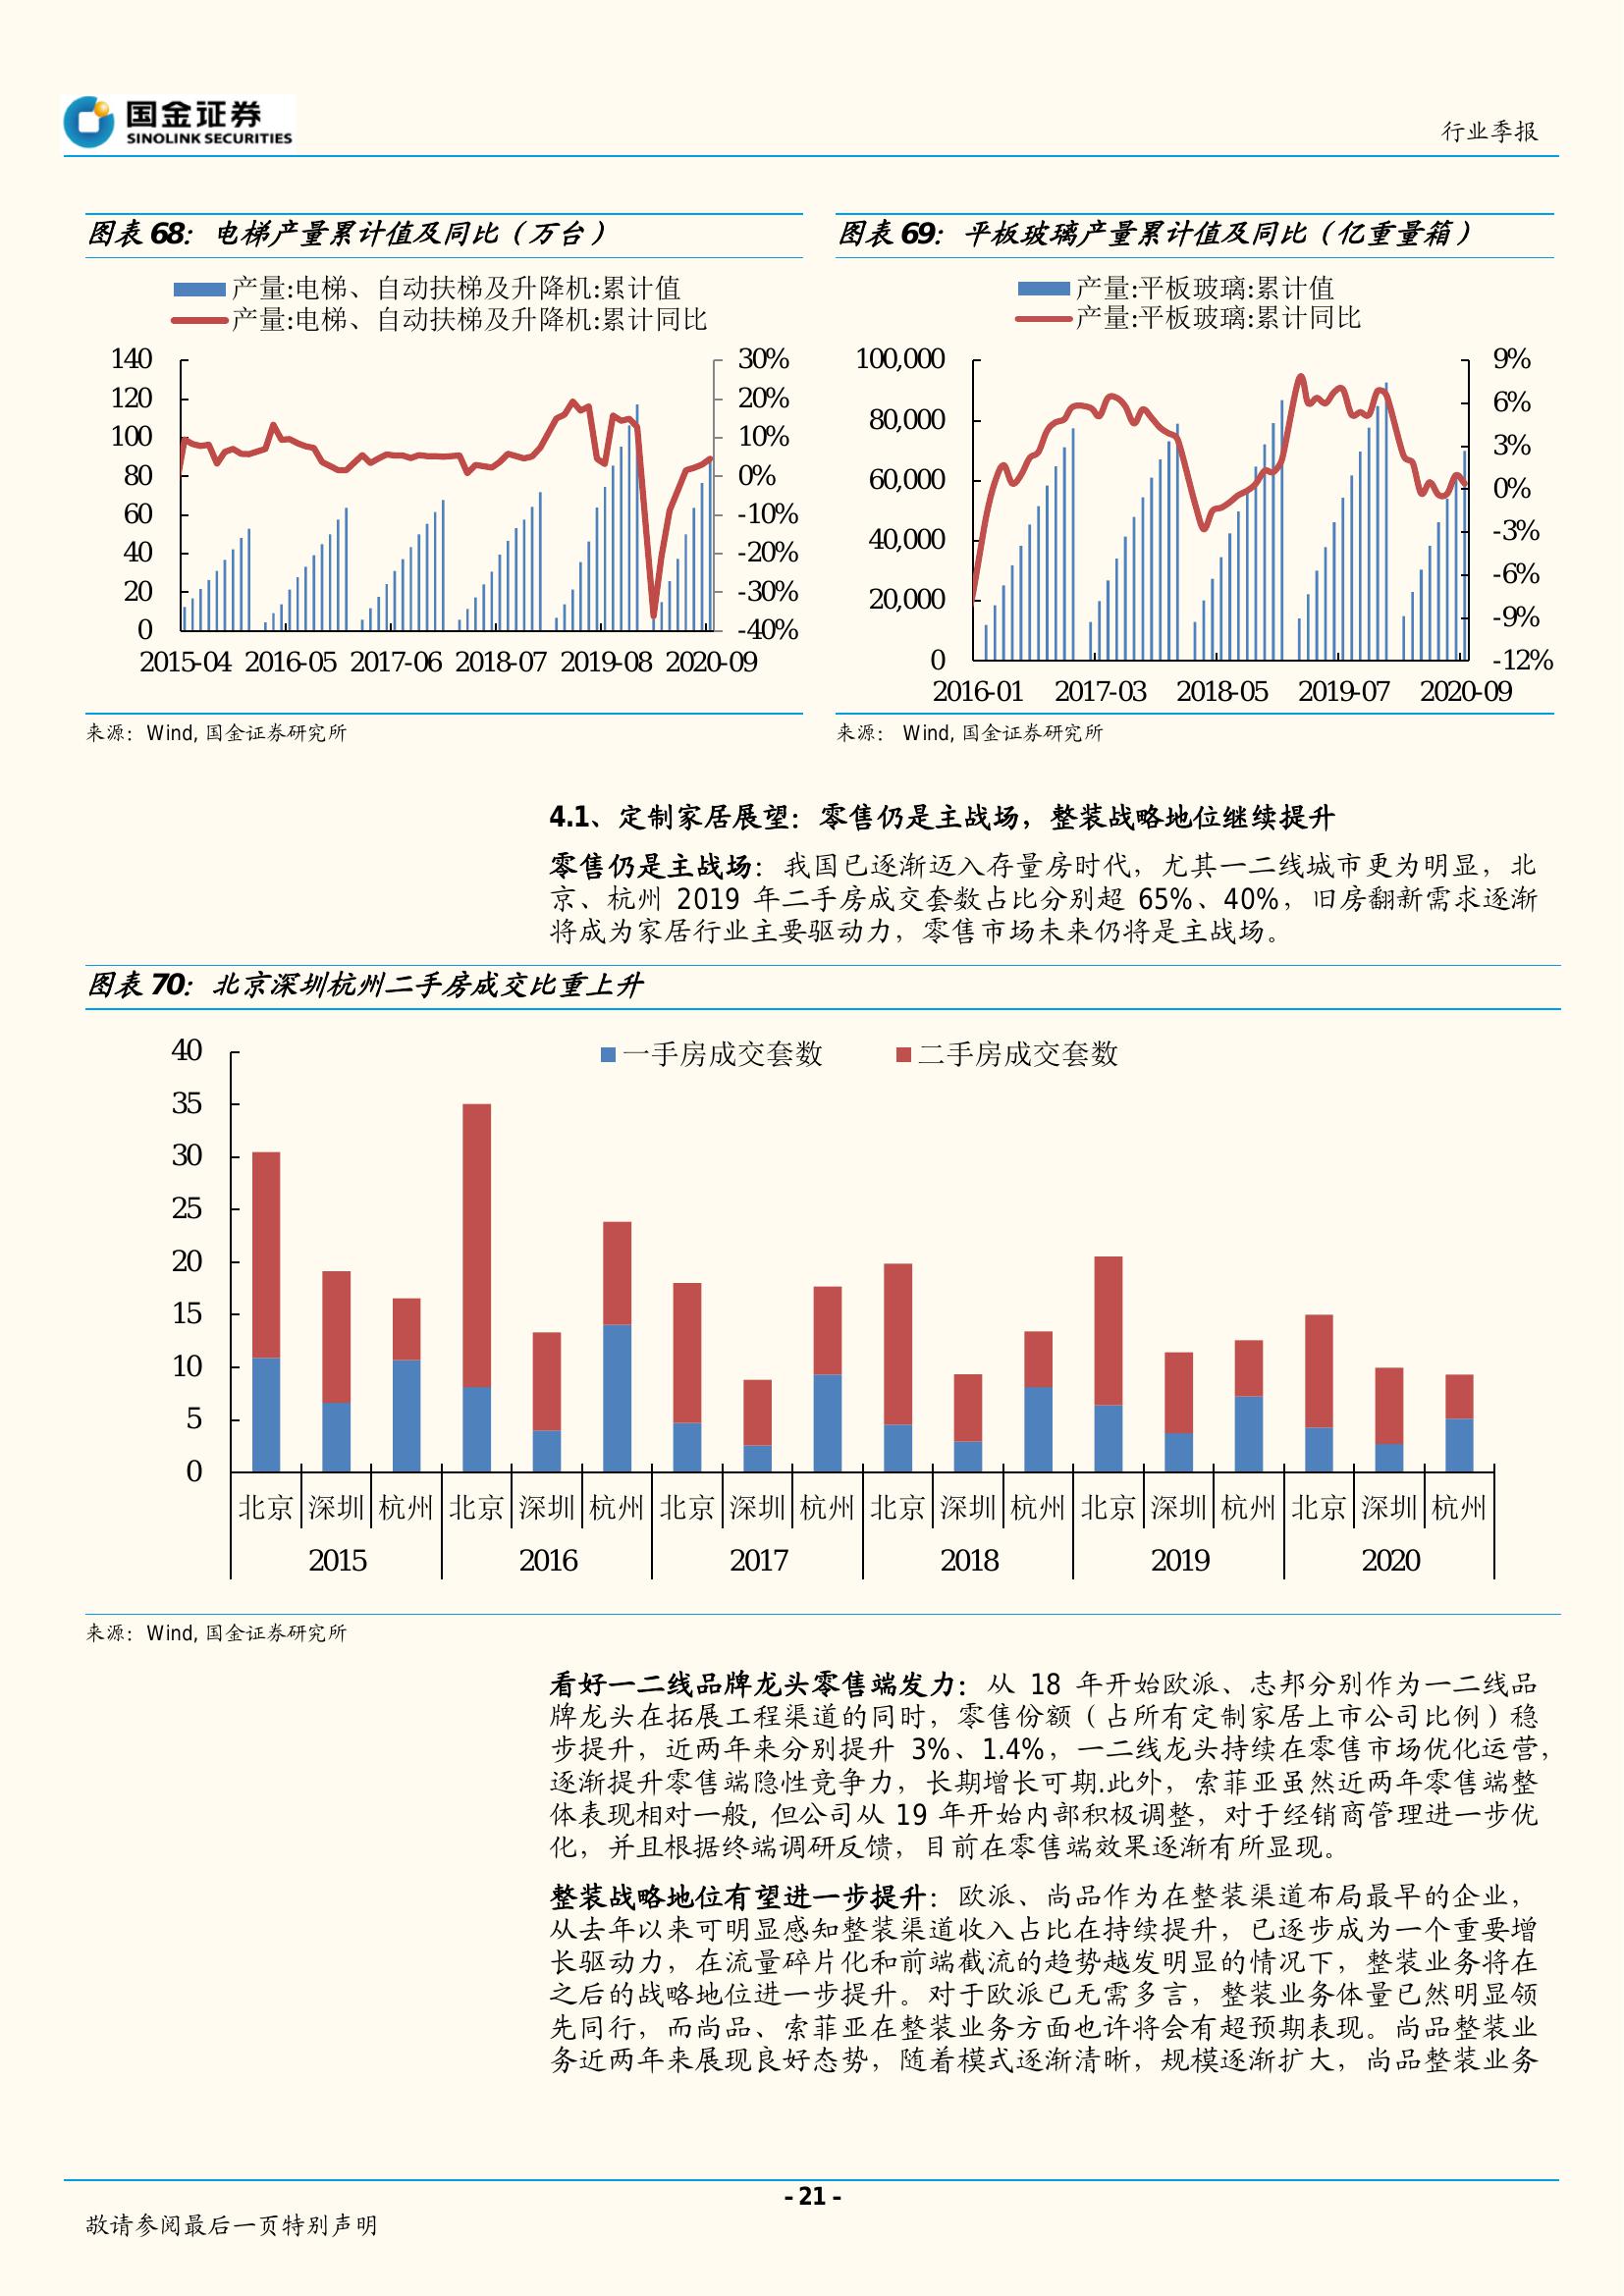 国金证券
SINOLINK SECURITIES
行业季报
图表 68：电梯产量累计值及同比（万台）
产量:电梯、自动扶梯及升降机:累计值
产量:电梯、自动扶梯及升降机:累计同比
140
120
100
80
60
40
20
0
30%
20%
10%
0%
-10%
-20%
-30%
-40%
2015-04 2016-05 2017-06 2018-07 2019-08 2020-09
来源：Wind, 国金证券研究所
图表 69：平板玻璃产量累计值及同比（亿重量箱）
产量:平板玻璃:累计值
产量:平板玻璃:累计同比
100,000
80,000
60,000
40,000
20,000
0
9%
6%
3%
0%
-3%
-6%
-9%
-12%
2016-01 2017-03 2018-05 2019-07 2020-09
来源： Wind, 国金证券研究所
4.1、定制家居展望：零售仍是主战场，整装战略地位继续提升
零售仍是主战场：我国已逐渐迈入存量房时代，尤其一二线城市更为明显，北
京、杭州 2019 年二手房成交套数占比分别超 65%、40%，旧房翻新需求逐渐
将成为家居行业主要驱动力，零售市场未来仍将是主战场。
图表 70：北京深圳杭州二手房成交比重上升
一手房成交套数 二手房成交套数
40
35
30
25
20
15
10
5
0
北京 深圳 杭州 北京 深圳 杭州 北京 深圳 杭州 北京 深圳 杭州 北京 深圳 杭州 北京 深圳 杭州
2015 2016 2017 2018 2019 2020
来源：Wind, 国金证券研究所
看好一二线品牌龙头零售端发力：从 18 年开始欧派、志邦分别作为一二线品
牌龙头在拓展工程渠道的同时，零售份额（占所有定制家居上市公司比例）稳
步提升，近两年来分别提升 3%、1.4%，一二线龙头持续在零售市场优化运营，
逐渐提升零售端隐性竞争力，长期增长可期.此外，索菲亚虽然近两年零售端整
体表现相对一般, 但公司从 19 年开始内部积极调整，对于经销商管理进一步优
化，并且根据终端调研反馈，目前在零售端效果逐渐有所显现。
整装战略地位有望进一步提升：欧派、尚品作为在整装渠道布局最早的企业，
从去年以来可明显感知整装渠道收入占比在持续提升，已逐步成为一个重要增
长驱动力，在流量碎片化和前端截流的趋势越发明显的情况下，整装业务将在
之后的战略地位进一步提升。对于欧派已无需多言，整装业务体量已然明显领
先同行，而尚品、索菲亚在整装业务方面也许将会有超预期表现。尚品整装业
务近两年来展现良好态势，随着模式逐渐清晰，规模逐渐扩大，尚品整装业务
- 21 -
敬请参阅最后一页特别声明